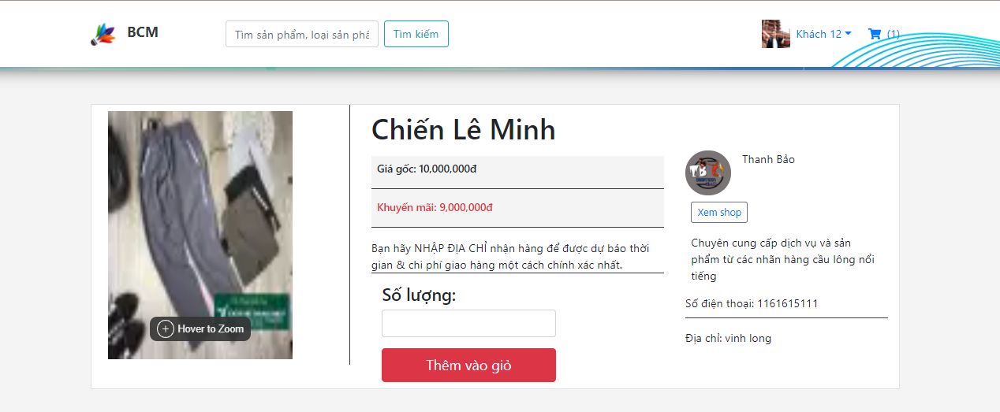 BCM
Tìm sản phẩm, loại sản phẩ
Tìm kiếm
Khách 12
(1)
Chiến Lê Minh
Giá gốc: 10,000,000đ
Khuyến mãi: 9,000,000đ
Bạn hãy NHẬP ĐỊA CHỈ nhận hàng để được dự báo thời
gian & chi phí giao hàng một cách chính xác nhất.
Số lượng:
Thêm vào giỏ
Hover to Zoom
Thanh Bảo
Xem shop
Chuyên cung cấp dịch vụ và sản
phẩm từ các nhãn hàng cầu lông nổi
tiếng
Số điện thoại: 1161615111
Địa chỉ: vinh long